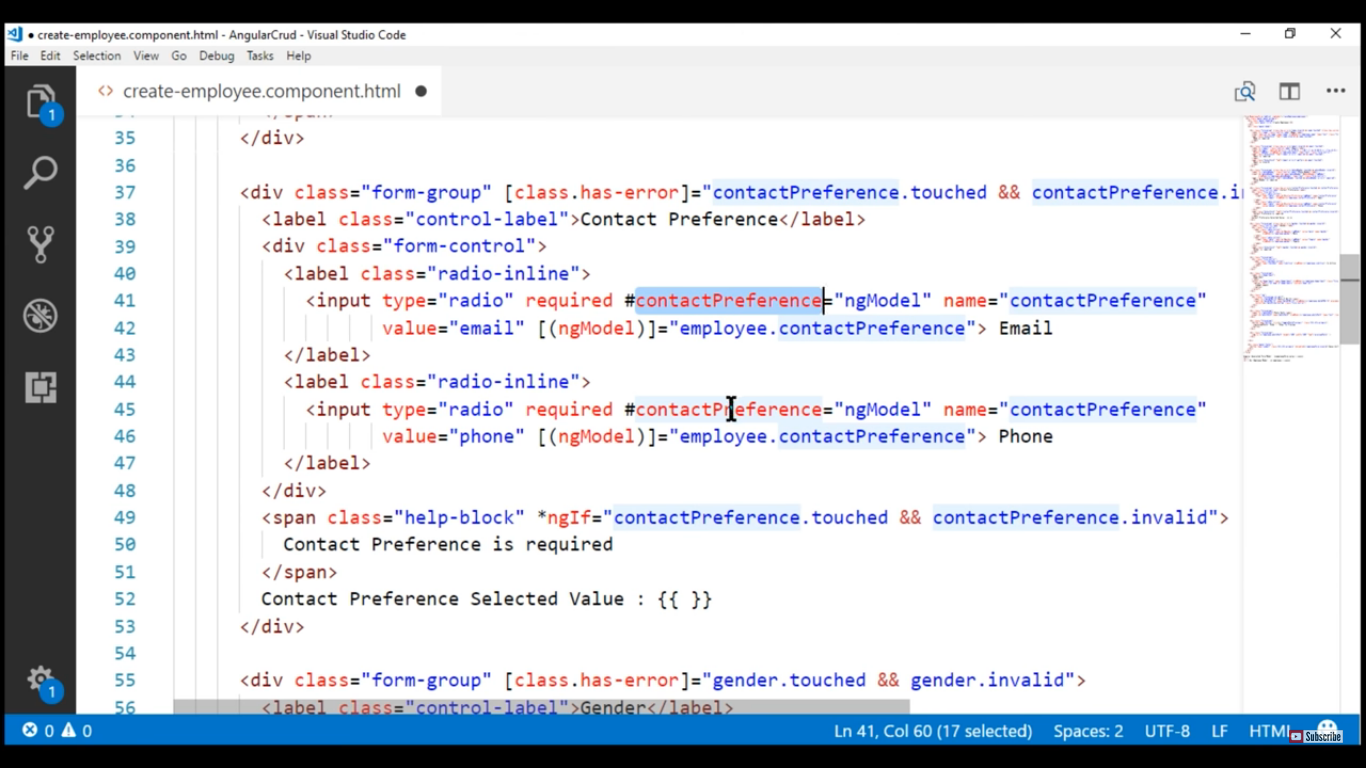 create-employee.component.html - AngularCrud - Visual Studio Code
File Edit Selection View Go Debug Tasks Help
<> create-employee.component.html
1
35 </div>
36
37 <div class="form-group" [class.has-error]="contactPreference.touched && contactPreference.in
38 <label class="control-label">Contact Preference</label>
39 <div class="form-control">
40 <label class="radio-inline">
41 <input type="radio" required #contactPreference="ngModel" name="contactPreference"
42 value="email" [(ngModel)]="employee.contactPreference"> Email
43 </label>
44 <label class="radio-inline">
45 <input type="radio" required #contactPreference="ngModel" name="contactPreference"
46 value="phone" [(ngModel)]="employee.contactPreference"> Phone
47 </label>
48 </div>
49 <span class="help-block" *ngIf="contactPreference.touched && contactPreference.invalid">
50 Contact Preference is required
51 </span>
52 Contact Preference Selected Value : {{ }}
53 </div>
54
55 <div class="form-group" [class.has-error]="gender.touched && gender.invalid">
56 <label class="control-label">Gender</label>
1
0 0 Ln 41, Col 60 (17 selected) Spaces: 2 UTF-8 LF HTML
Subscribe